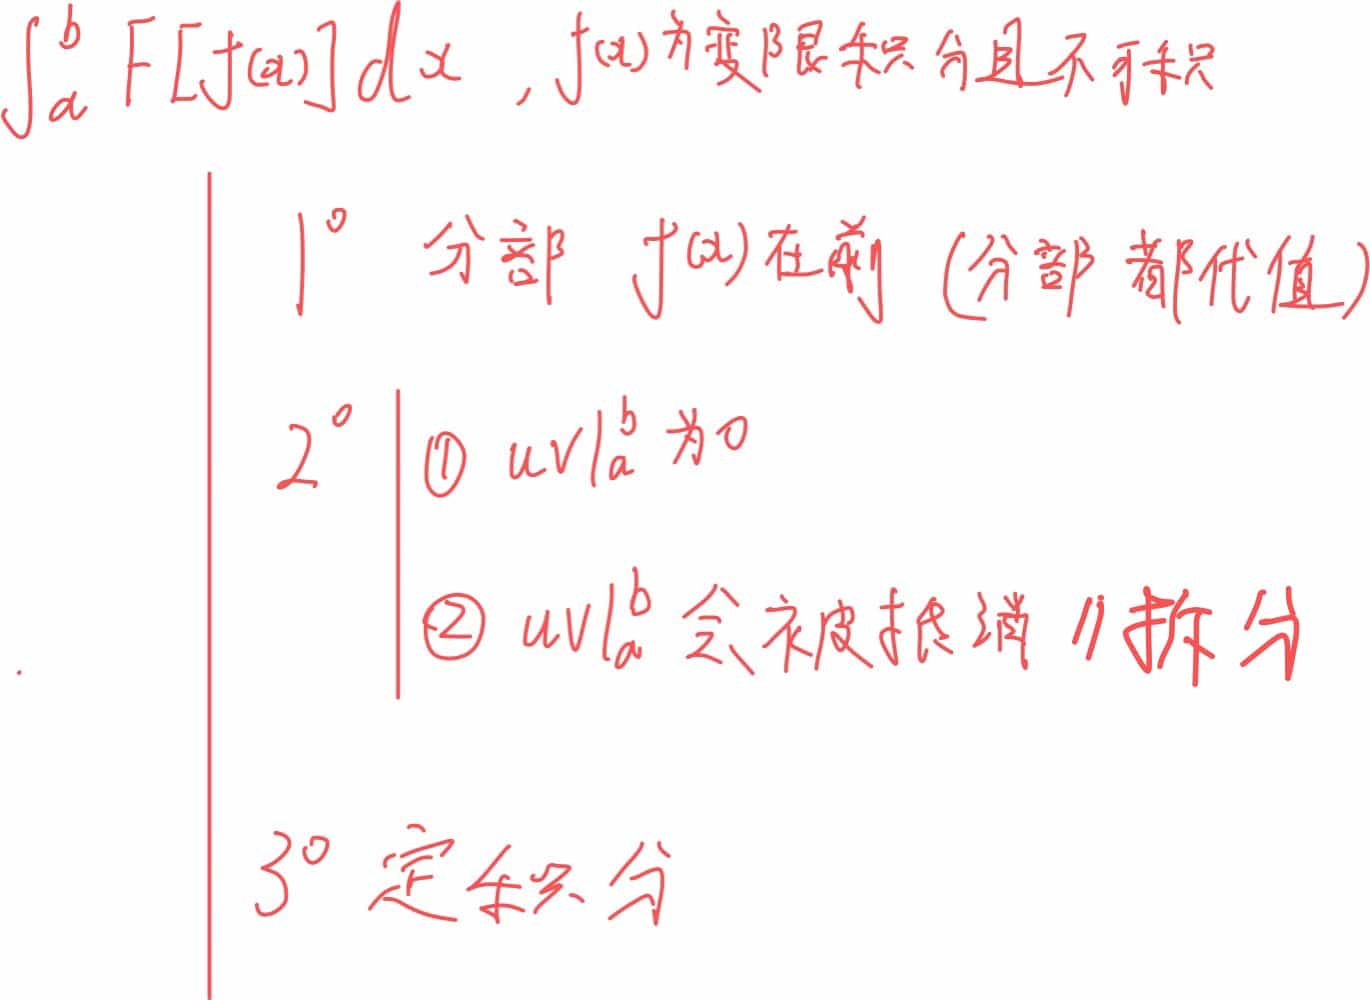 ∫_a^b F[f(x)]dx , f(x)为变限积分且不可积
1° 分部 f(x)在前 (分部都代值)
2° ① uv|_a^b 为0
② uv|_a^b 会被抵消 // 拆分
3° 定积分